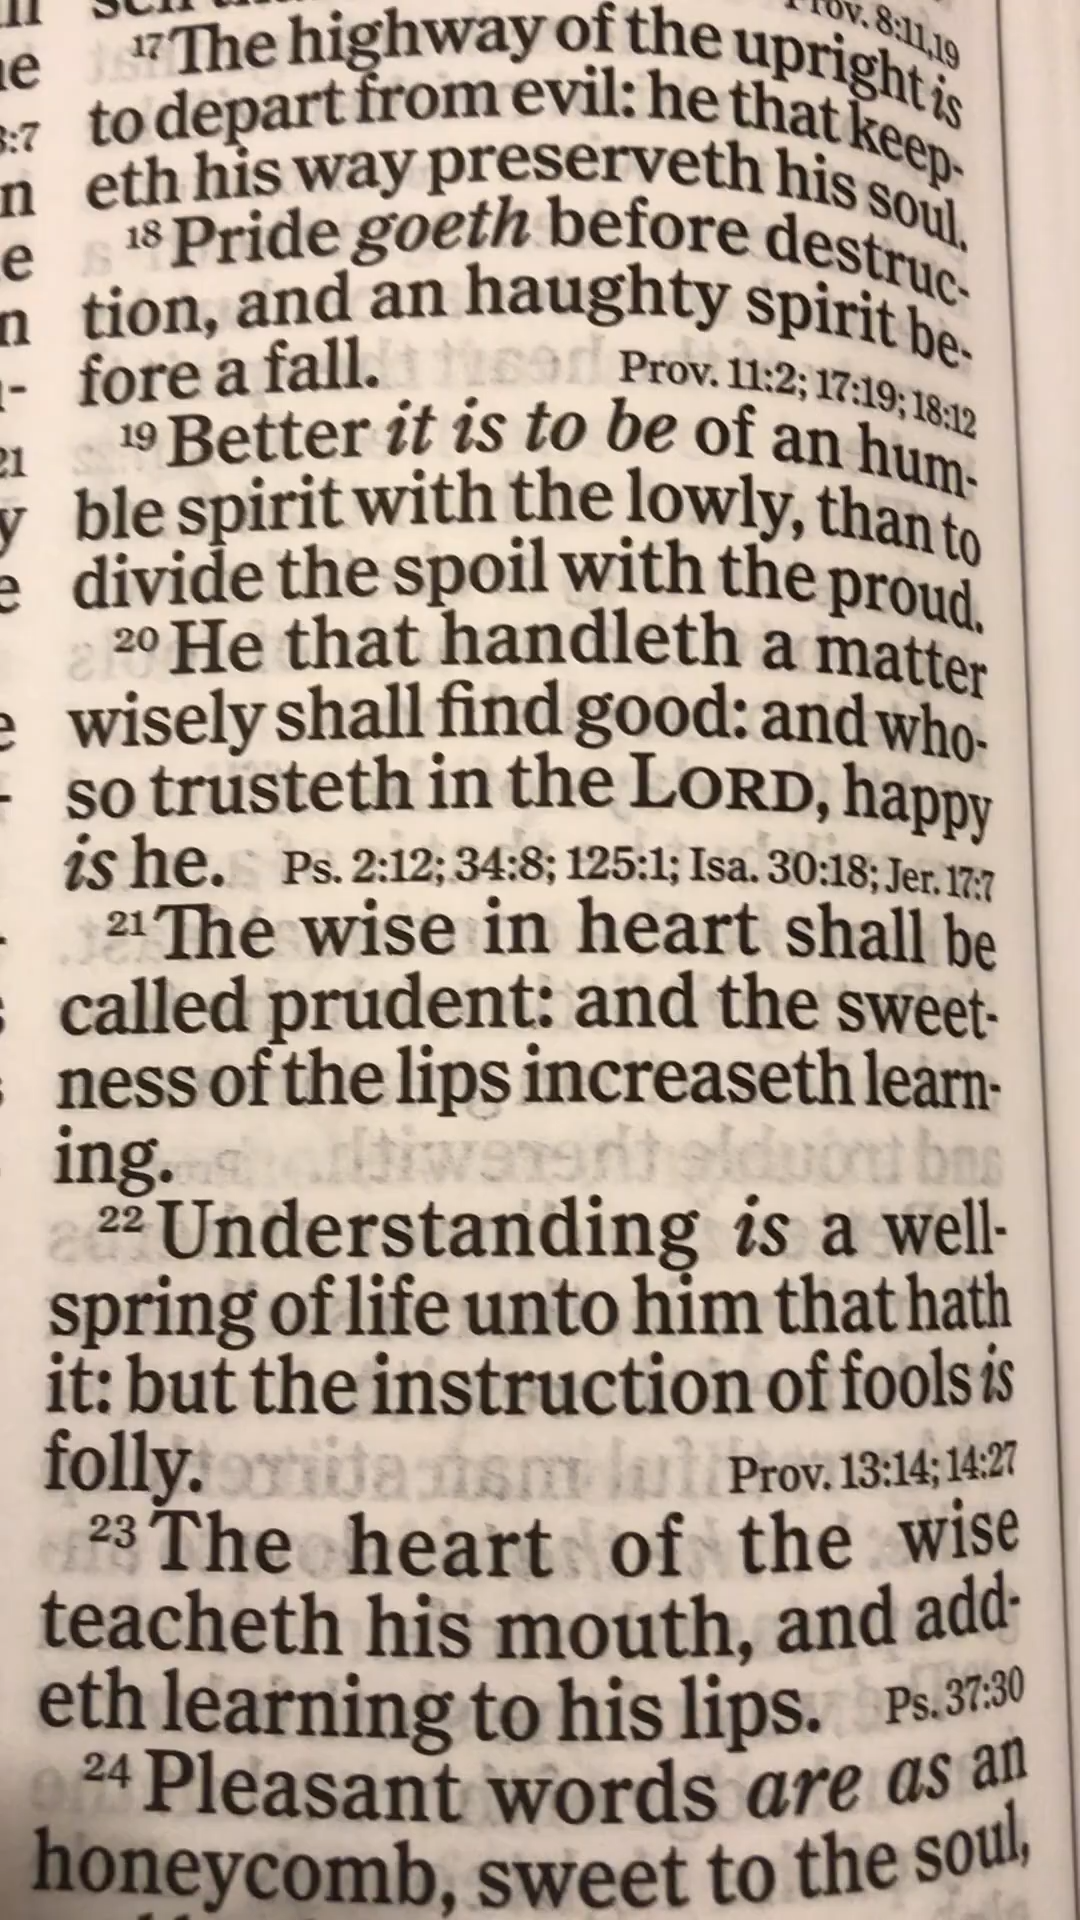 Prov. 8:11,19
17 The highway of the upright is
to depart from evil: he that keep-
eth his way preserveth his soul.
18 Pride goeth before destruc-
tion, and an haughty spirit be-
fore a fall. Prov. 11:2; 17:19; 18:12
19 Better it is to be of an hum-
ble spirit with the lowly, than to
divide the spoil with the proud.
20 He that handleth a matter
wisely shall find good: and who-
so trusteth in the LORD, happy
is he. Ps. 2:12; 34:8; 125:1; Isa. 30:18; Jer. 17:7
21 The wise in heart shall be
called prudent: and the sweet-
ness of the lips increaseth learn-
ing.
22 Understanding is a well-
spring of life unto him that hath
it: but the instruction of fools is
folly. Prov. 13:14; 14:27
23 The heart of the wise
teacheth his mouth, and add-
eth learning to his lips. Ps. 37:30
24 Pleasant words are as an
honeycomb, sweet to the soul,